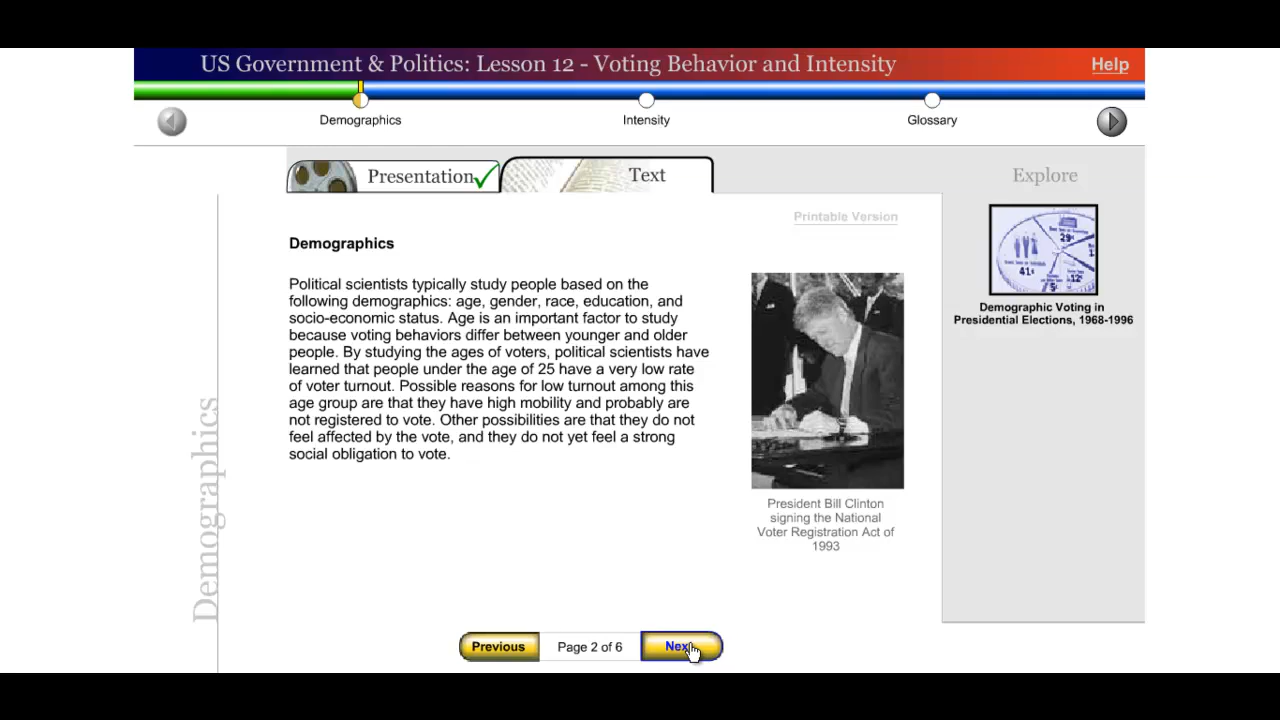 US Government & Politics: Lesson 12 - Voting Behavior and Intensity
Help
Demographics
Intensity
Glossary
Presentation
Text
Explore
Printable Version
Demographics
Political scientists typically study people based on the
following demographics: age, gender, race, education, and
socio-economic status. Age is an important factor to study
because voting behaviors differ between younger and older
people. By studying the ages of voters, political scientists have
learned that people under the age of 25 have a very low rate
of voter turnout. Possible reasons for low turnout among this
age group are that they have high mobility and probably are
not registered to vote. Other possibilities are that they do not
feel affected by the vote, and they do not yet feel a strong
social obligation to vote.
President Bill Clinton
signing the National
Voter Registration Act of
1993
29¢
41¢
Demographic Voting in
Presidential Elections, 1968-1996
Demographics
Previous
Page 2 of 6
Next